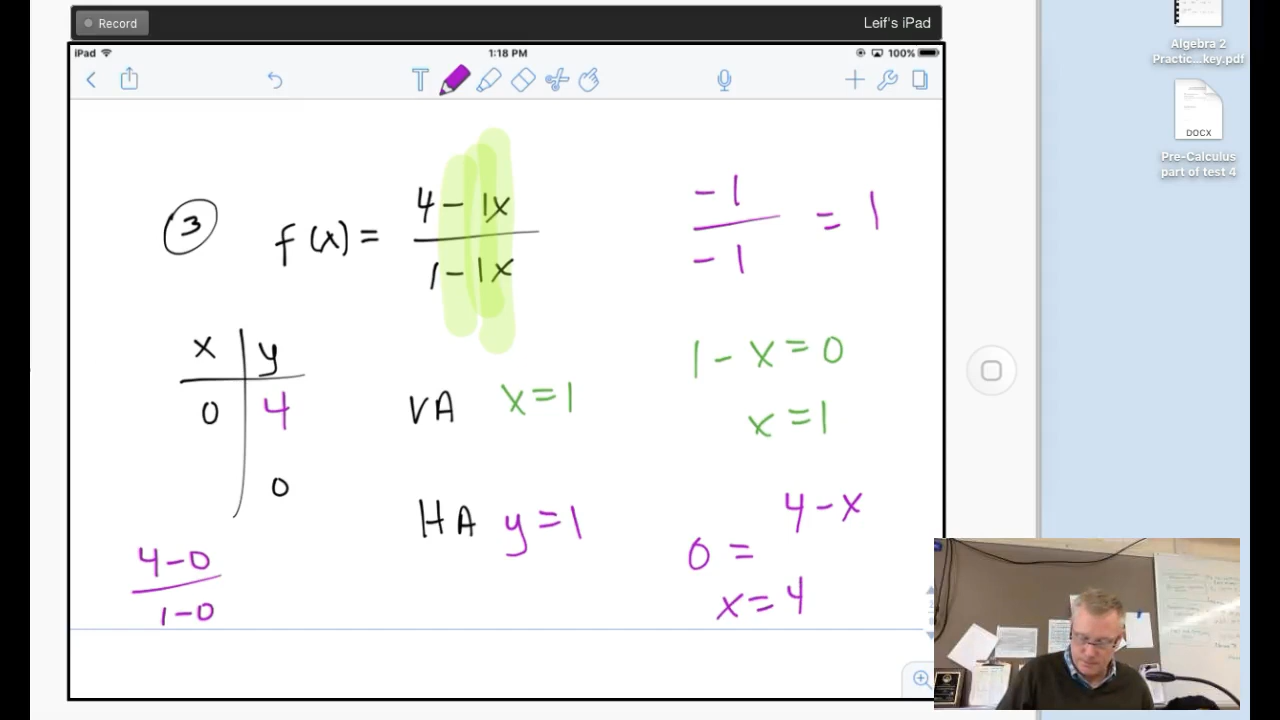 Record
Leif's iPad
iPad
1:18 PM
100%
T
Algebra 2
Practic...key.pdf
DOCX
Pre-Calculus
part of test 4
3
f(x) =
4 - 1x
1 - 1x
-1
-1
= 1
x y
0 4
0
VA x = 1
1 - x = 0
x = 1
HA y = 1
4 - x
0 =
x = 4
4 - 0
1 - 0